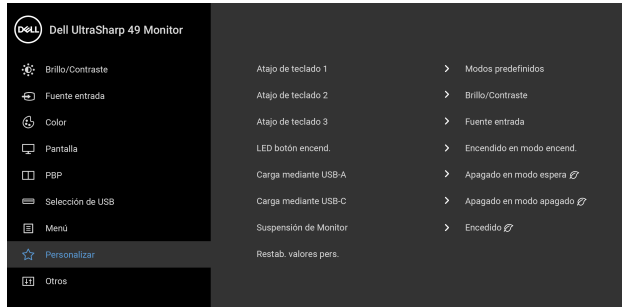 DELL Dell UltraSharp 49 Monitor
Brillo/Contraste
Fuente entrada
Color
Pantalla
PBP
Selección de USB
Menú
Personalizar
Otros
Atajo de teclado 1 > Modos predefinidos
Atajo de teclado 2 > Brillo/Contraste
Atajo de teclado 3 > Fuente entrada
LED botón encend. > Encendido en modo encend.
Carga mediante USB-A > Apagado en modo espera
Carga mediante USB-C > Apagado en modo apagado
Suspensión de Monitor > Encedido
Restab. valores pers.